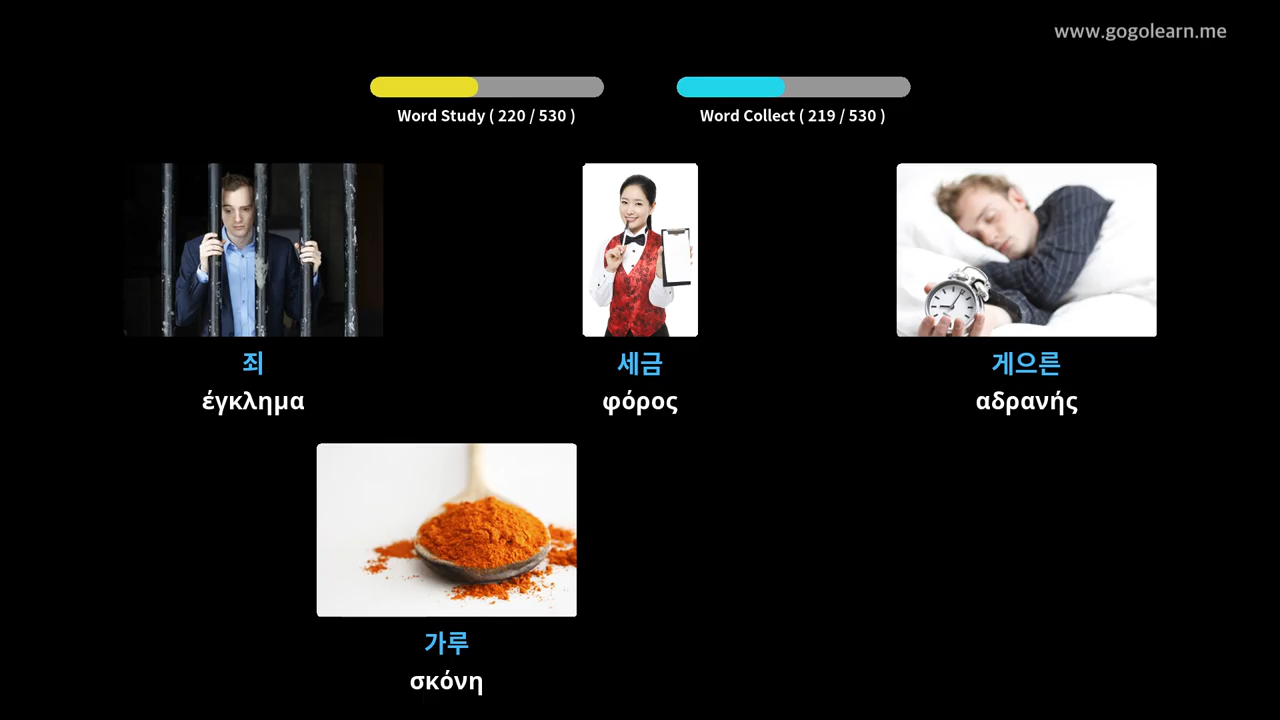 www.gogolearn.me
Word Study ( 220 / 530 )
Word Collect ( 219 / 530 )
죄
έγκλημα
세금
φόρος
게으른
αδρανής
가루
σκόνη